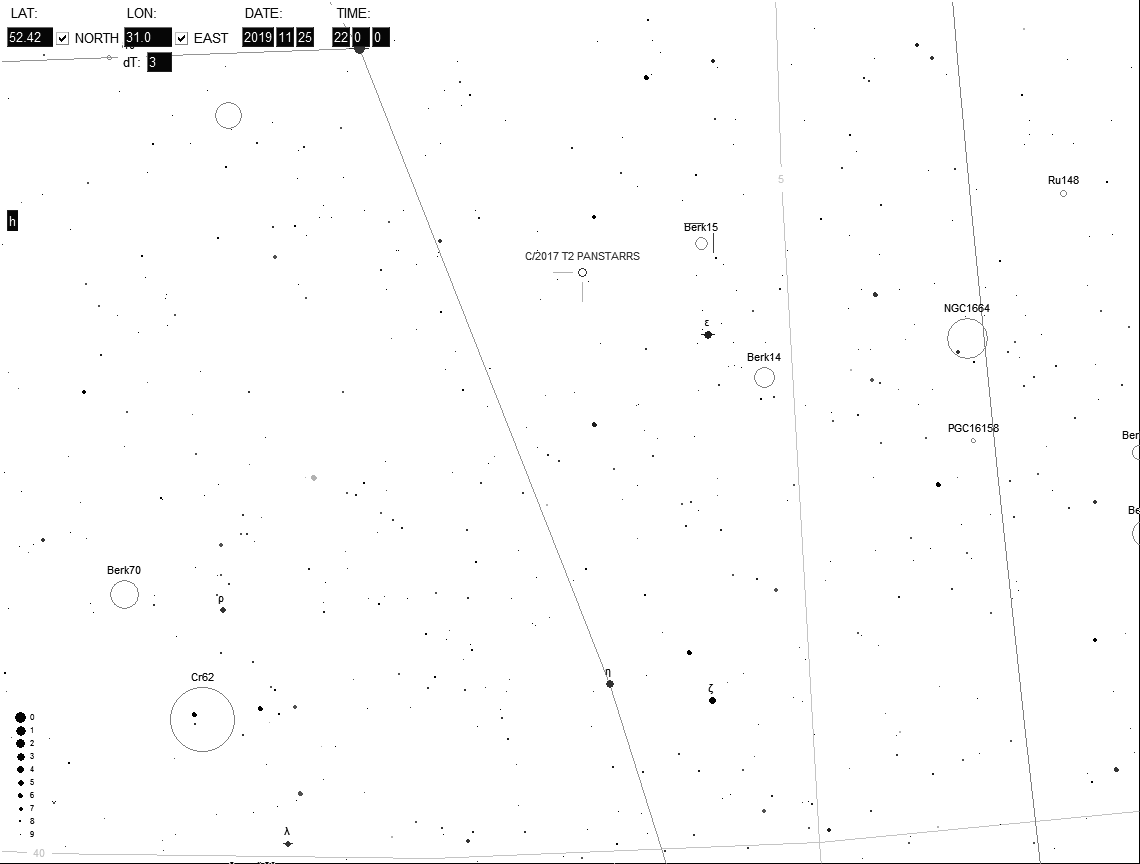 LAT: LON: DATE: TIME:
52.42 NORTH 31.0 EAST 2019 11 25 22 0 0
dT: 3
5
Ru148
h
Berk15
C/2017 T2 PANSTARRS
NGC1664
ε
Berk14
PGC16158
Ber
Be
Berk70
ρ
η
Cr62
ζ
0
1
2
3
4
5
6
7
8
9
λ
40